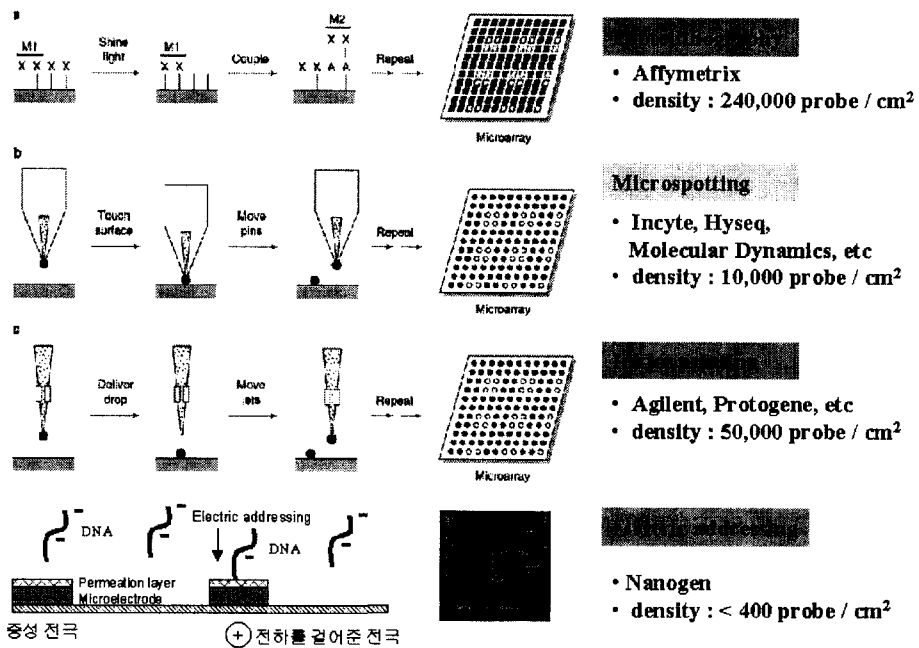 a
M1
X X X X
Shine
light
M1
X X
Couple
M2
X X
X X A A
Repeat
Microarray
• Affymetrix
• density : 240,000 probe / cm²
b
Touch
surface
Move
pins
Repeat
Microarray
Microspotting
• Incyte, Hyseq,
Molecular Dynamics, etc
• density : 10,000 probe / cm²
c
Deliver
drop
Move
jets
Repeat
Microarray
• Agilent, Protogene, etc
• density : 50,000 probe / cm²
DNA
Electric addressing
DNA
Permeation layer
Microelectrode
중성 전극
+ 전하를 걸어준 전극
addressing
• Nanogen
• density : < 400 probe / cm²